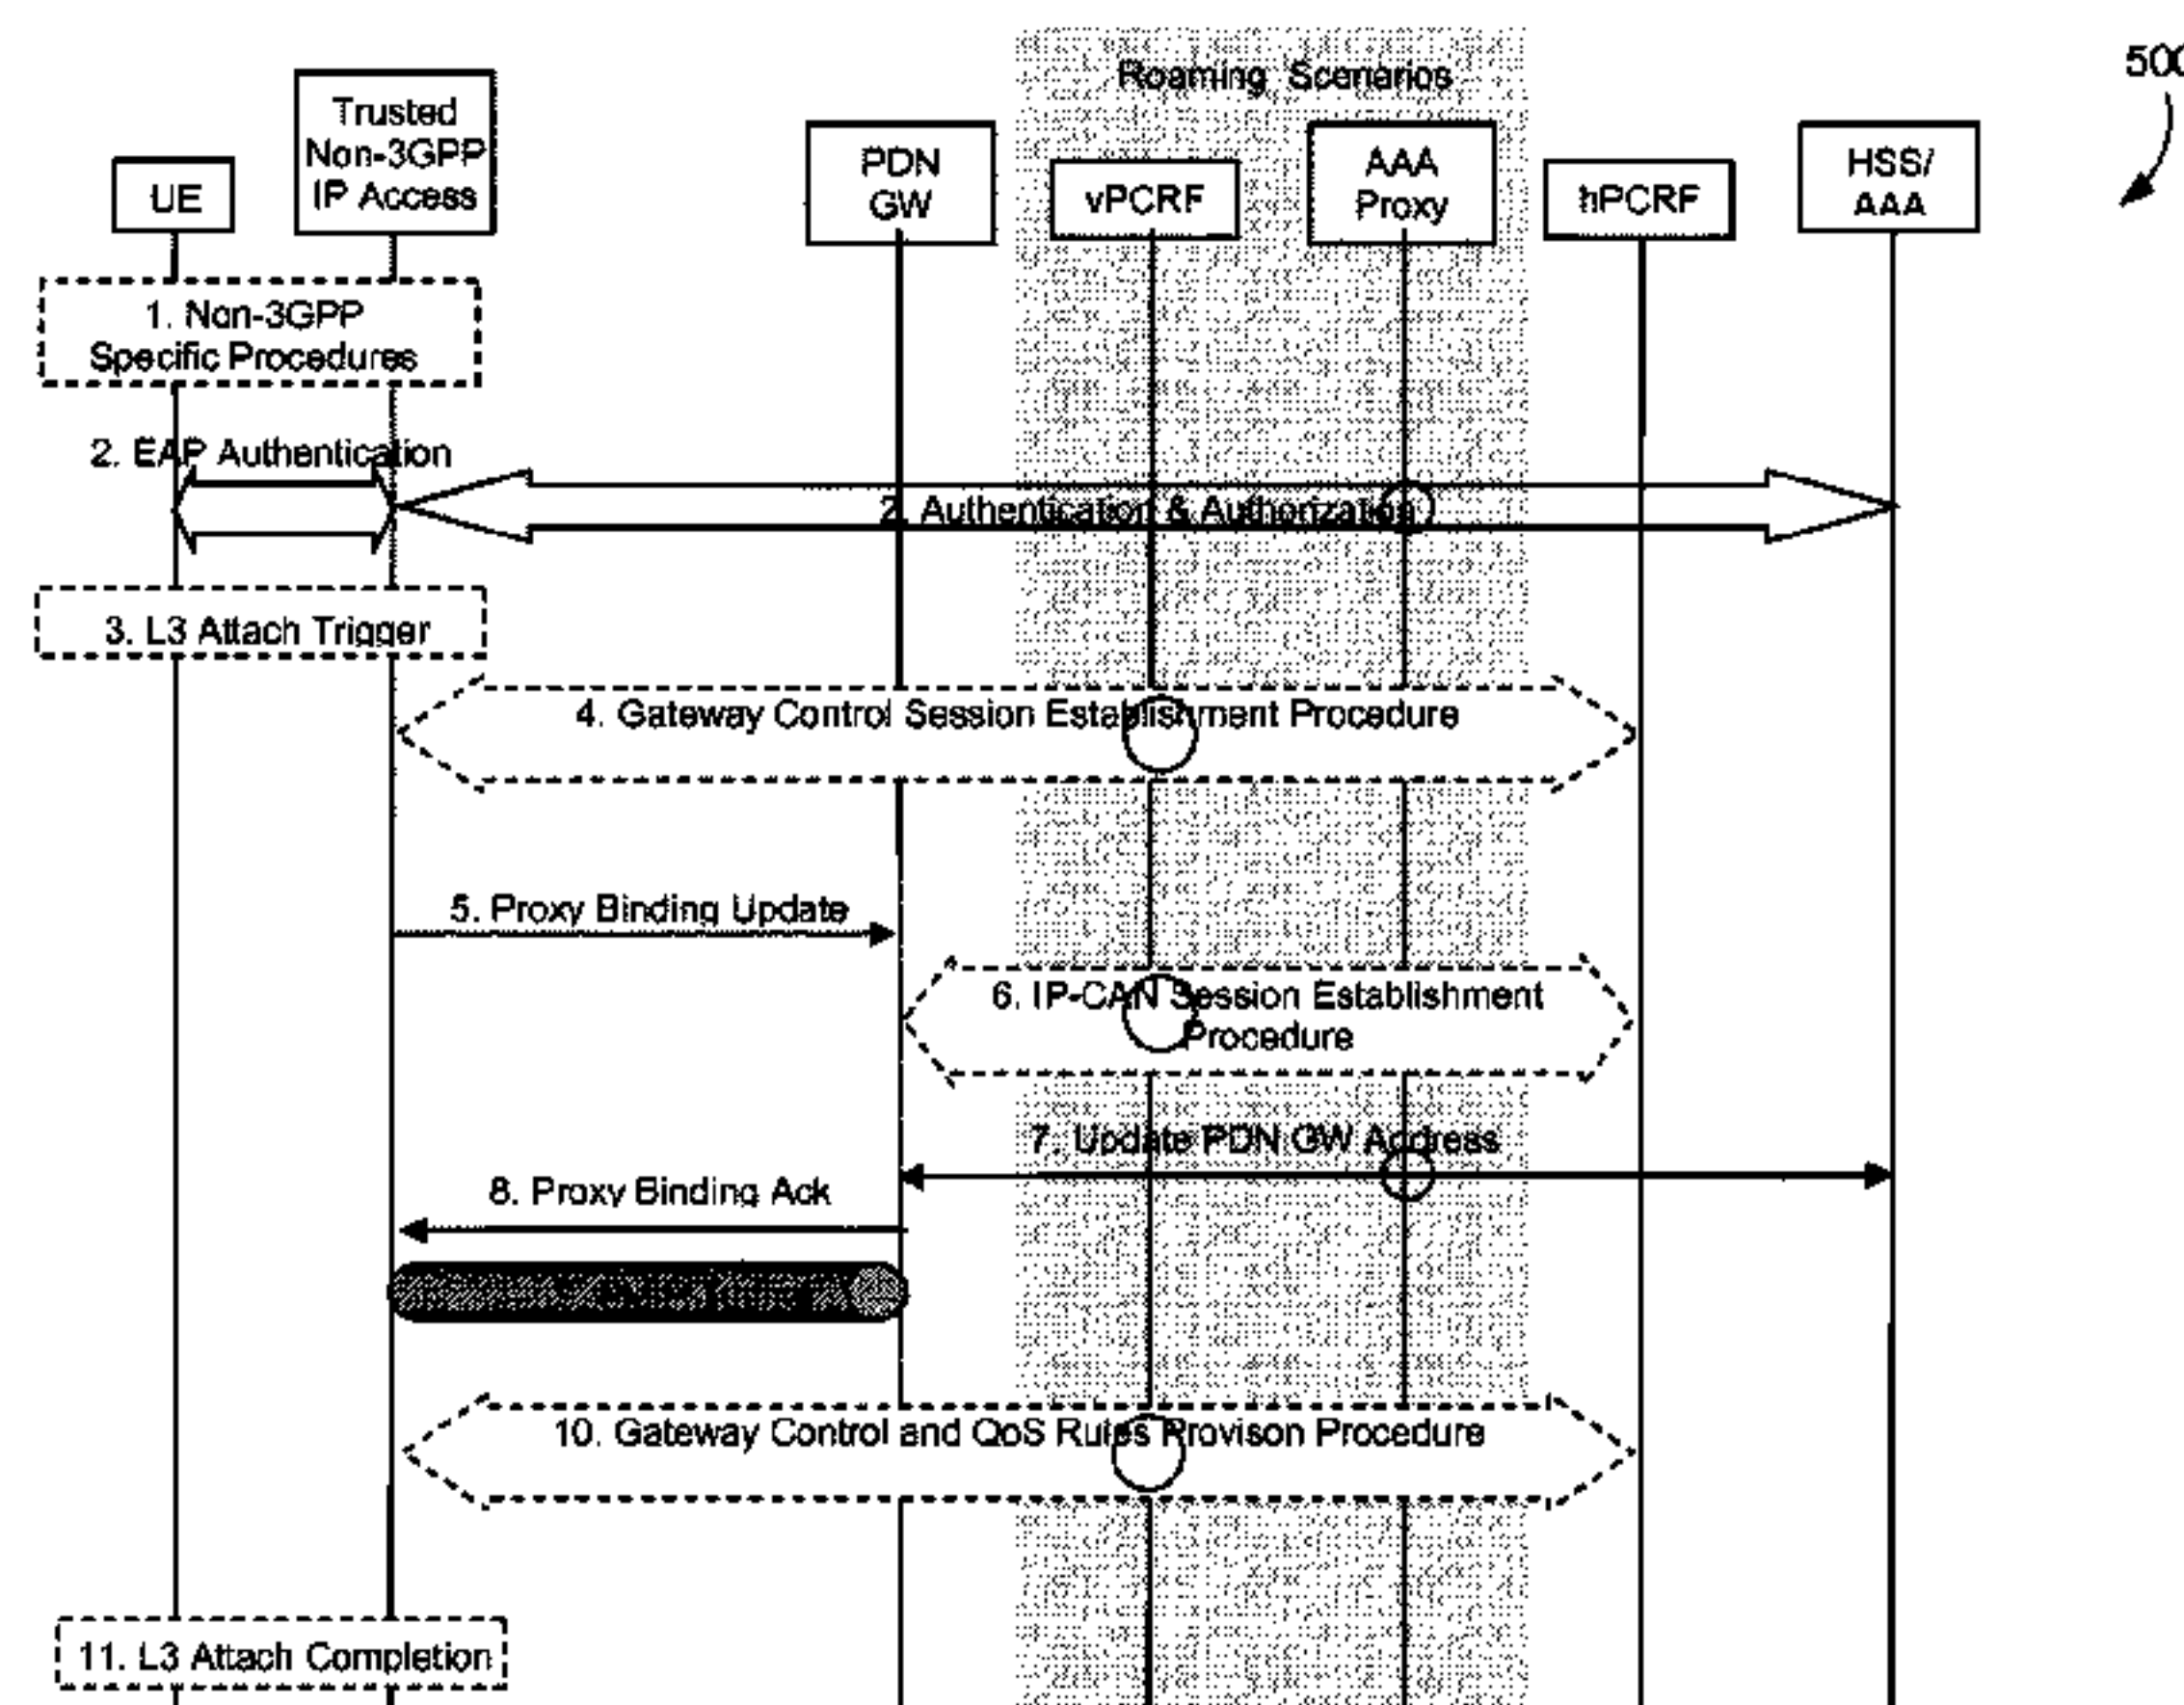 Roaming Scenarios
500
UE
Trusted
Non-3GPP
IP Access
PDN
GW
vPCRF
AAA
Proxy
hPCRF
HSS/
AAA
1. Non-3GPP
Specific Procedures
2. EAP Authentication
2. Authentication & Authorization
3. L3 Attach Trigger
4. Gateway Control Session Establishment Procedure
5. Proxy Binding Update
6. IP-CAN Session Establishment
Procedure
7. Update PDN GW Address
8. Proxy Binding Ack
10. Gateway Control and QoS Rules Provison Procedure
11. L3 Attach Completion